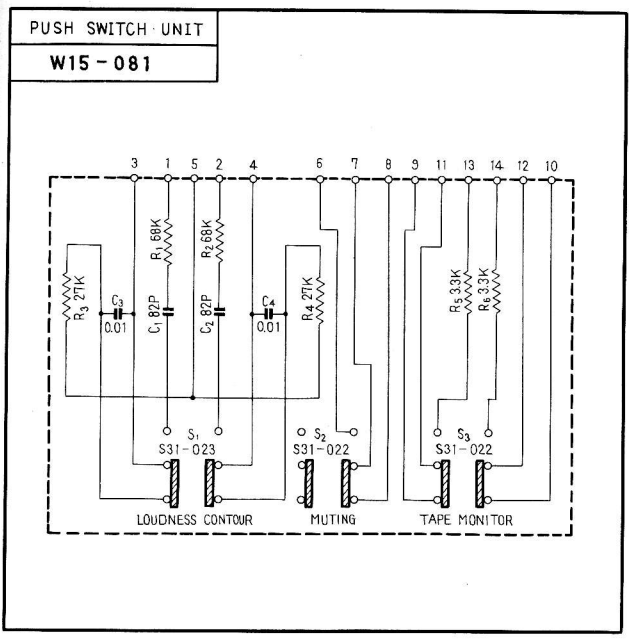 PUSH SWITCH UNIT
W15-081
3 1 5 2 4 6 7 8 9 11 13 14 12 10
R3 27K
C3
0.01
R1 68K
C1 82P
R2 68K
C2 82P
C4
0.01
R4 27K
R5 3.3K
R6 3.3K
S1
S31-023
S2
S31-022
S3
S31-022
LOUDNESS CONTOUR
MUTING
TAPE MONITOR